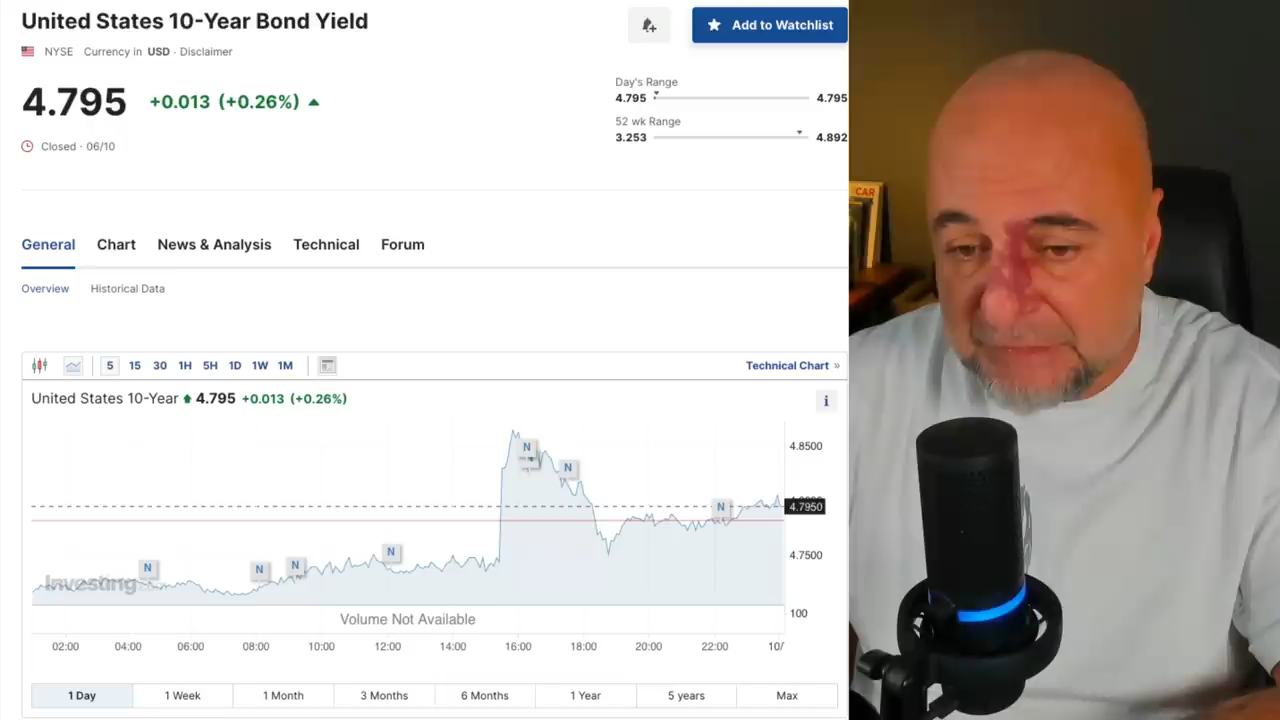 United States 10-Year Bond Yield
Add to Watchlist
NYSE Currency in USD · Disclaimer
4.795 +0.013 (+0.26%)
Day's Range
4.795 4.795
52 wk Range
3.253 4.892
Closed · 06/10
General Chart News & Analysis Technical Forum
Overview Historical Data
5 15 30 1H 5H 1D 1W 1M
Technical Chart »
United States 10-Year 4.795 +0.013 (+0.26%)
i
4.8500
N
N
N
4.7950
N
4.7500
N
N
N
Investing
100
Volume Not Available
02:00 04:00 06:00 08:00 10:00 12:00 14:00 16:00 18:00 20:00 22:00 10/
1 Day 1 Week 1 Month 3 Months 6 Months 1 Year 5 years Max
CAR